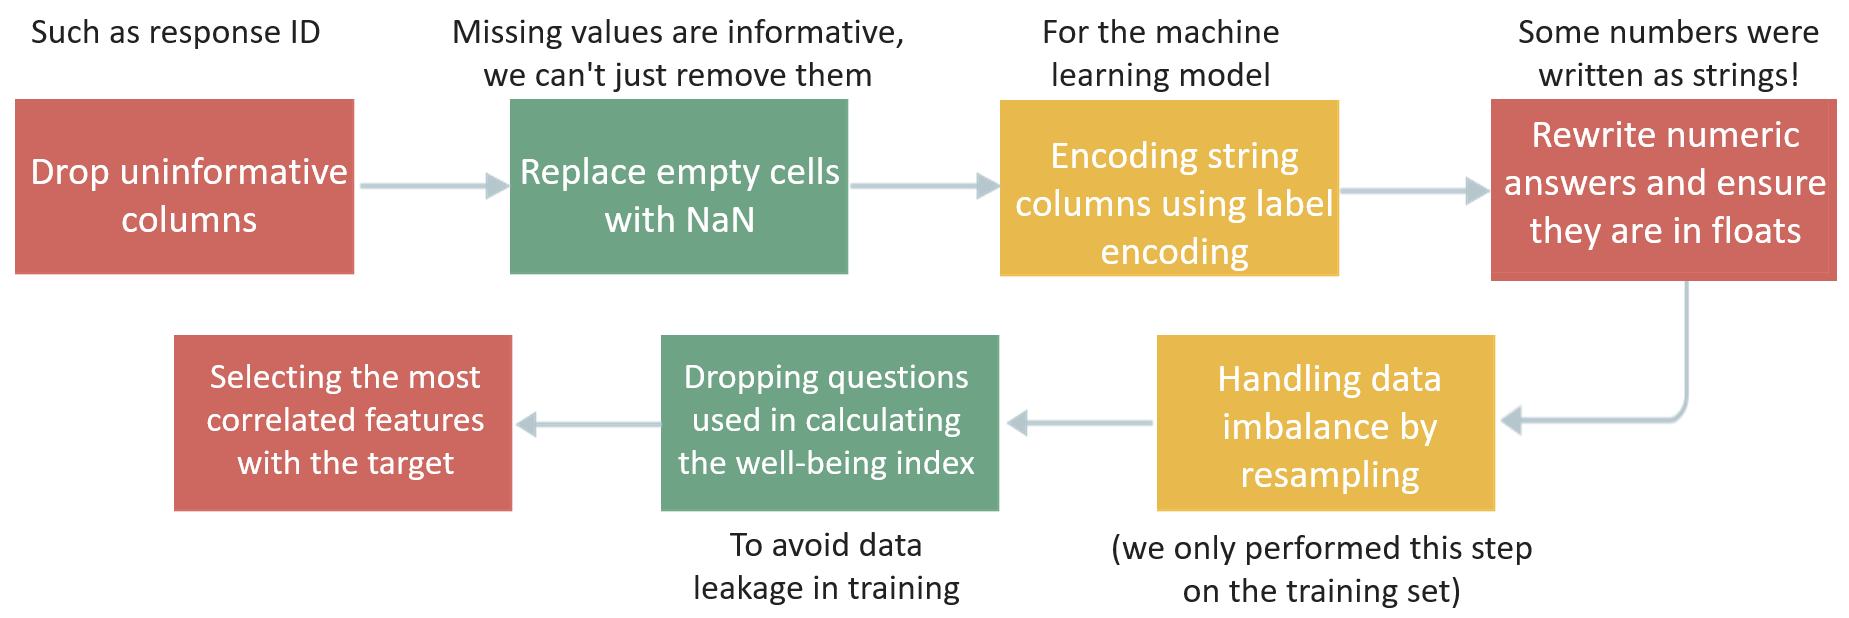 Such as response ID
Drop uninformative
columns
Missing values are informative,
we can't just remove them
Replace empty cells
with NaN
For the machine
learning model
Encoding string
columns using label
encoding
Some numbers were
written as strings!
Rewrite numeric
answers and ensure
they are in floats
Handling data
imbalance by
resampling
(we only performed this step
on the training set)
Dropping questions
used in calculating
the well-being index
To avoid data
leakage in training
Selecting the most
correlated features
with the target